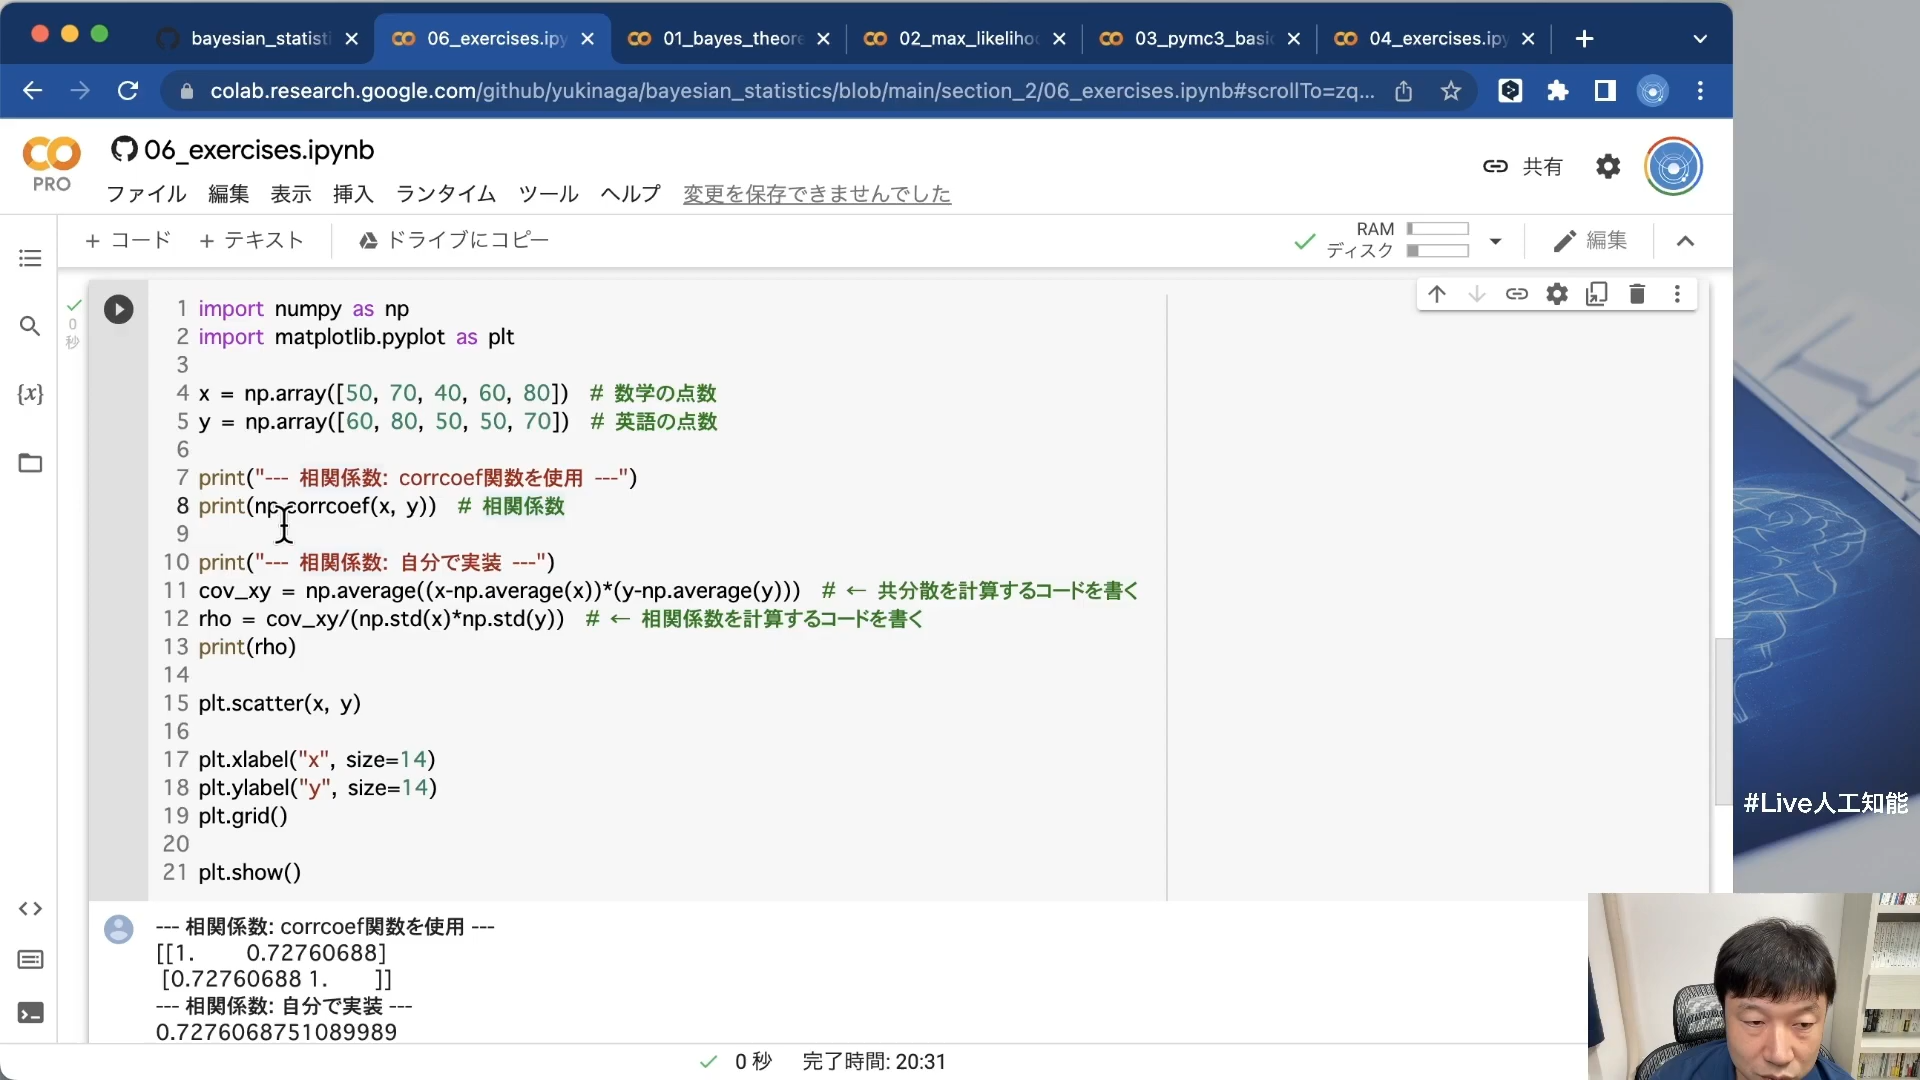 bayesian_statisti
06_exercises.ipy
01_bayes_theore
02_max_likelihoo
03_pymc3_basic
04_exercises.ipy
colab.research.google.com/github/yukinaga/bayesian_statistics/blob/main/section_2/06_exercises.ipynb#scrollTo=zq...
06_exercises.ipynb
PRO
共有
ファイル 編集 表示 挿入 ランタイム ツール ヘルプ 変更を保存できませんでした
+ コード + テキスト ドライブにコピー
RAM
ディスク
編集
{x}
0
秒
1 import numpy as np
2 import matplotlib.pyplot as plt
3
4 x = np.array([50, 70, 40, 60, 80]) # 数学の点数
5 y = np.array([60, 80, 50, 50, 70]) # 英語の点数
6
7 print("--- 相関係数: corrcoef関数を使用 ---")
8 print(np.corrcoef(x, y)) # 相関係数
9
10 print("--- 相関係数: 自分で実装 ---")
11 cov_xy = np.average((x-np.average(x))*(y-np.average(y))) # ← 共分散を計算するコードを書く
12 rho = cov_xy/(np.std(x)*np.std(y)) # ← 相関係数を計算するコードを書く
13 print(rho)
14
15 plt.scatter(x, y)
16
17 plt.xlabel("x", size=14)
18 plt.ylabel("y", size=14)
19 plt.grid()
20
21 plt.show()
#Live人工知能
--- 相関係数: corrcoef関数を使用 ---
[[1. 0.72760688]
[0.72760688 1. ]]
--- 相関係数: 自分で実装 ---
0.7276068751089989
0 秒 完了時間: 20:31